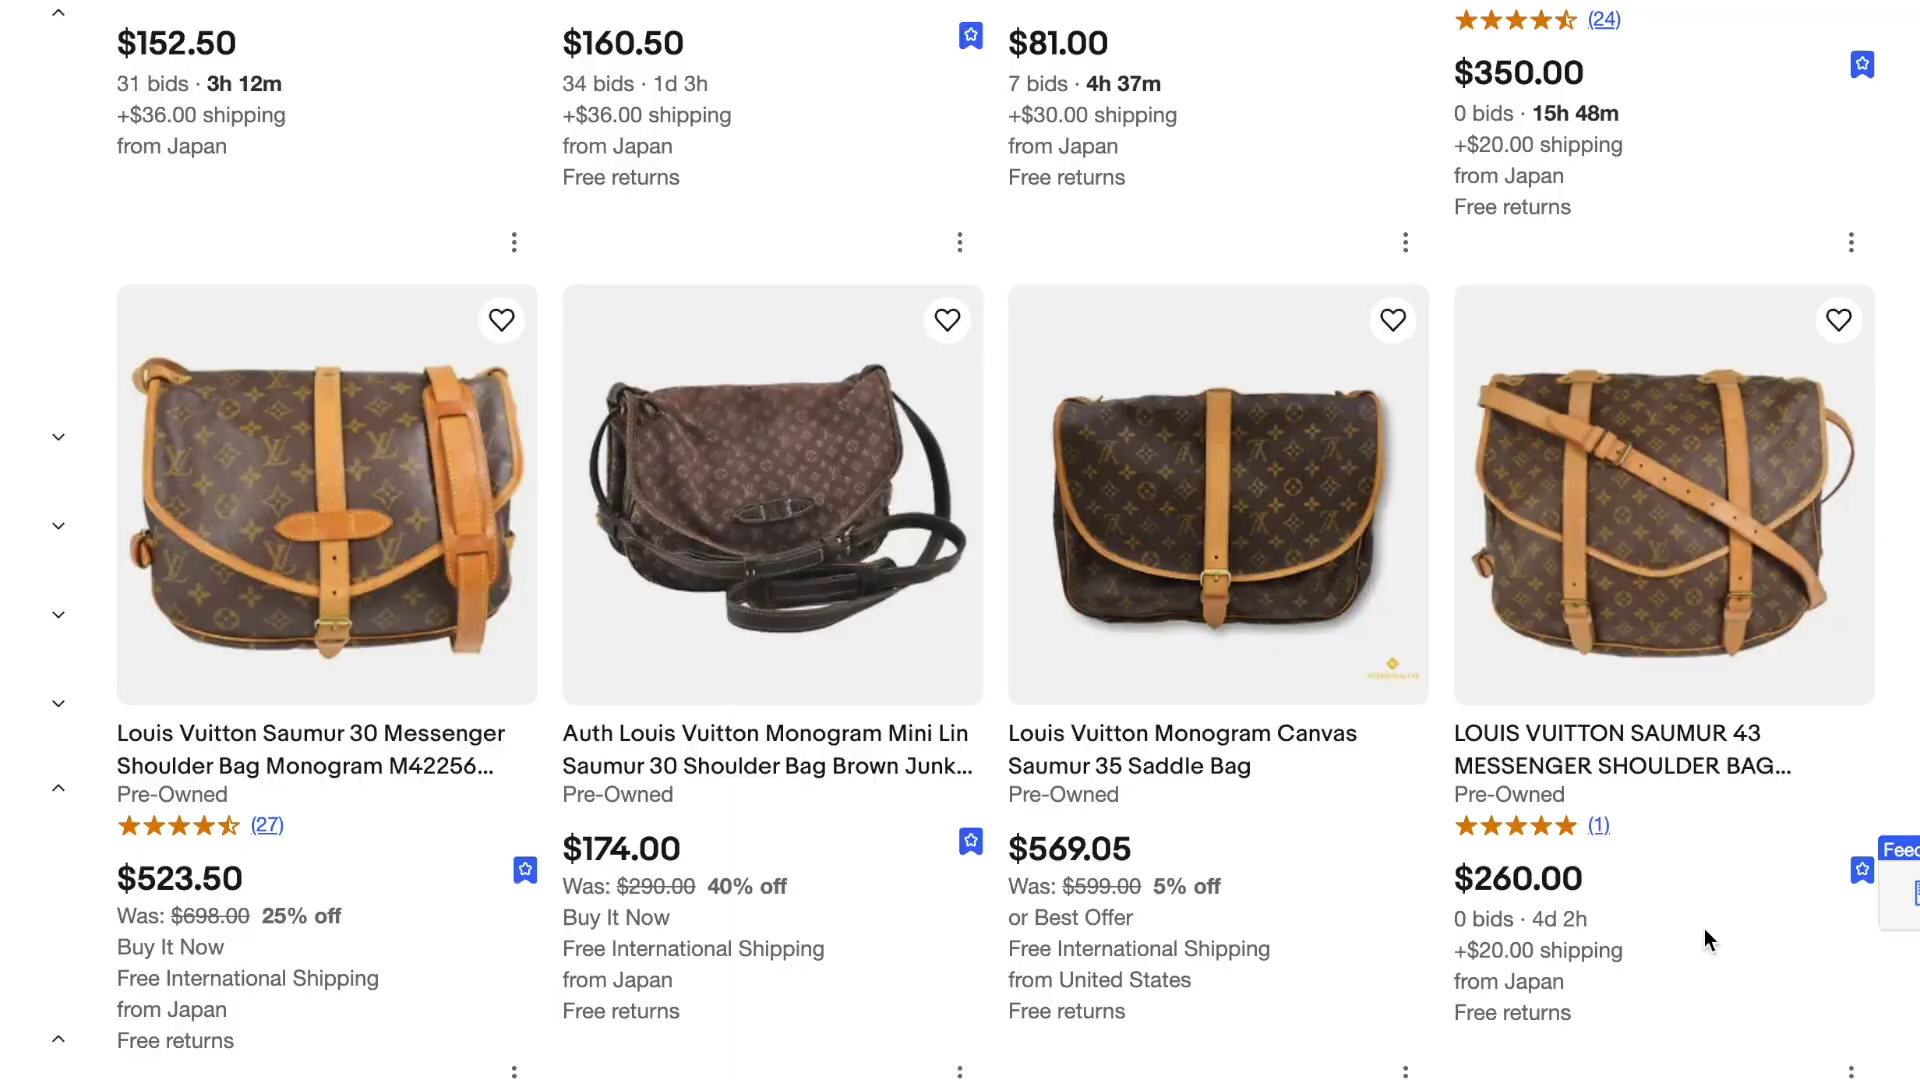 $152.50
31 bids · 3h 12m
+$36.00 shipping
from Japan
$160.50
34 bids · 1d 3h
+$36.00 shipping
from Japan
Free returns
$81.00
7 bids · 4h 37m
+$30.00 shipping
from Japan
Free returns
(24)
$350.00
0 bids · 15h 48m
+$20.00 shipping
from Japan
Free returns
Louis Vuitton Saumur 30 Messenger
Shoulder Bag Monogram M42256...
Pre-Owned
(27)
$523.50
Was: $698.00 25% off
Buy It Now
Free International Shipping
from Japan
Free returns
Auth Louis Vuitton Monogram Mini Lin
Saumur 30 Shoulder Bag Brown Junk...
Pre-Owned
$174.00
Was: $290.00 40% off
Buy It Now
Free International Shipping
from Japan
Free returns
Louis Vuitton Monogram Canvas
Saumur 35 Saddle Bag
Pre-Owned
$569.05
Was: $599.00 5% off
or Best Offer
Free International Shipping
from United States
Free returns
LOUIS VUITTON SAUMUR 43
MESSENGER SHOULDER BAG...
Pre-Owned
(1)
$260.00
0 bids · 4d 2h
+$20.00 shipping
from Japan
Free returns